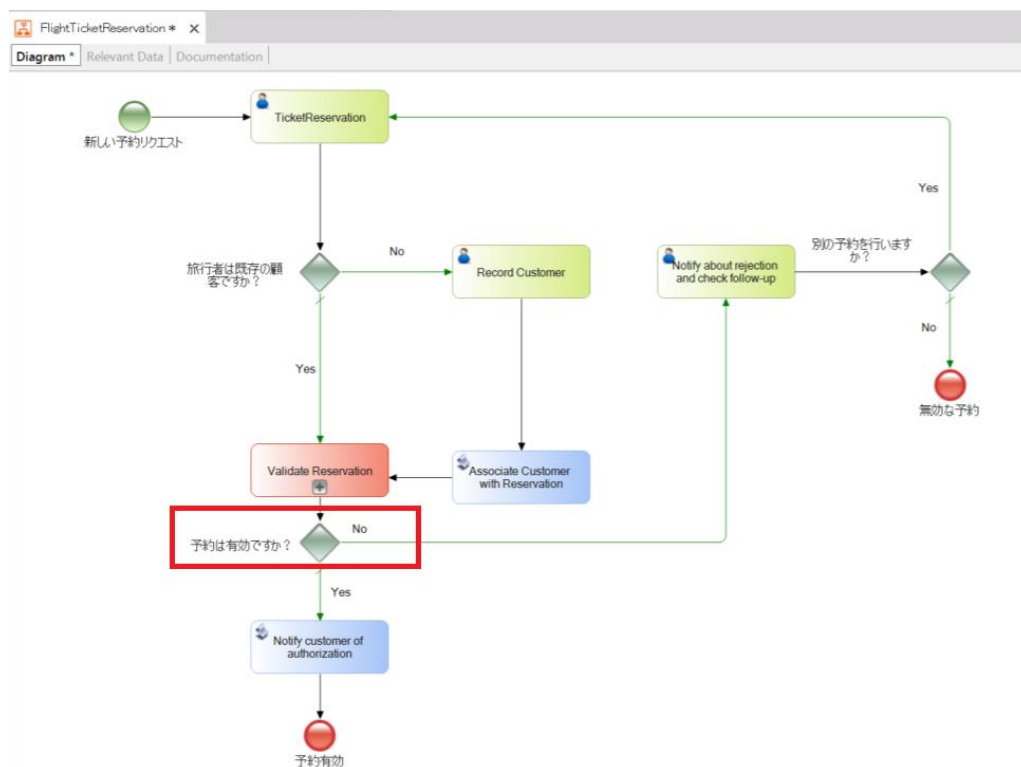 FlightTicketReservation * X
Diagram * Relevant Data Documentation
TicketReservation
新しい予約リクエスト
Yes
旅行者は既存の顧
客ですか？
No
Record Customer
Notify about rejection
and check follow-up
別の予約を行います
か？
No
無効な予約
Yes
Validate Reservation
Associate Customer
with Reservation
予約は有効ですか？
No
Yes
Notify customer of
authorization
予約有効